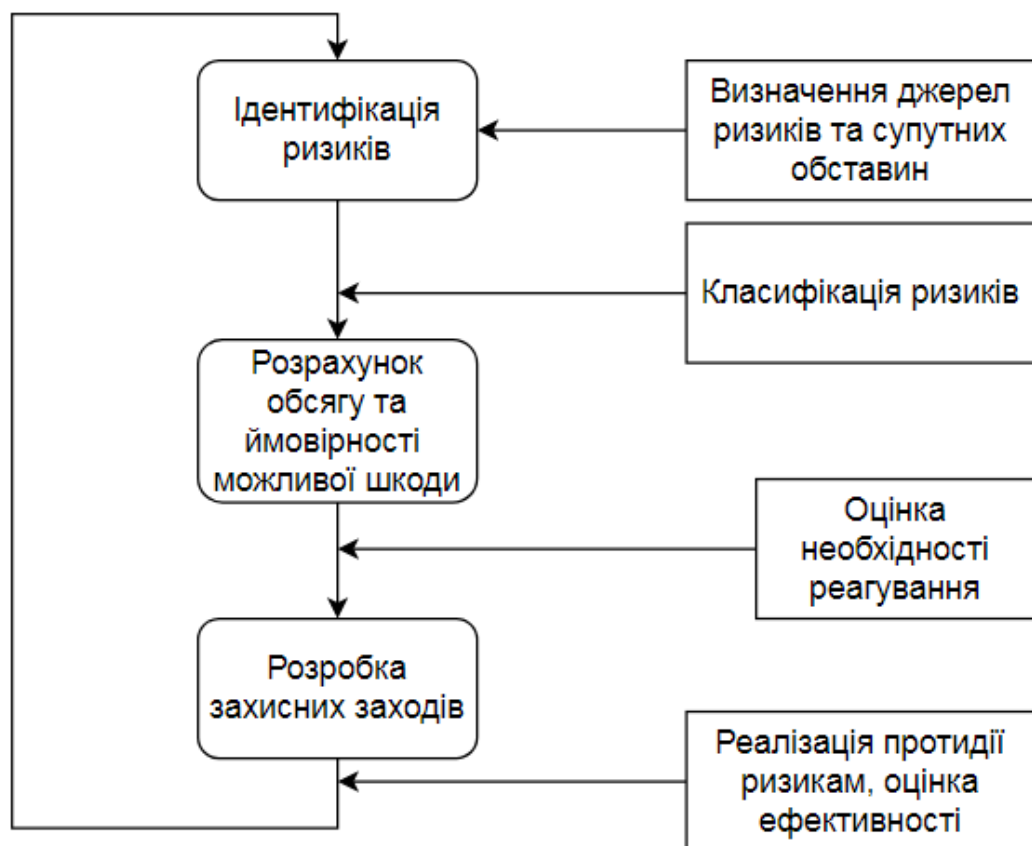 Ідентифікація
ризиків
Визначення джерел
ризиків та супутних
обставин
Класифікація ризиків
Розрахунок
обсягу та
ймовірності
можливої шкоди
Оцінка
необхідності
реагування
Розробка
захисних заходів
Реалізація протидії
ризикам, оцінка
ефективності